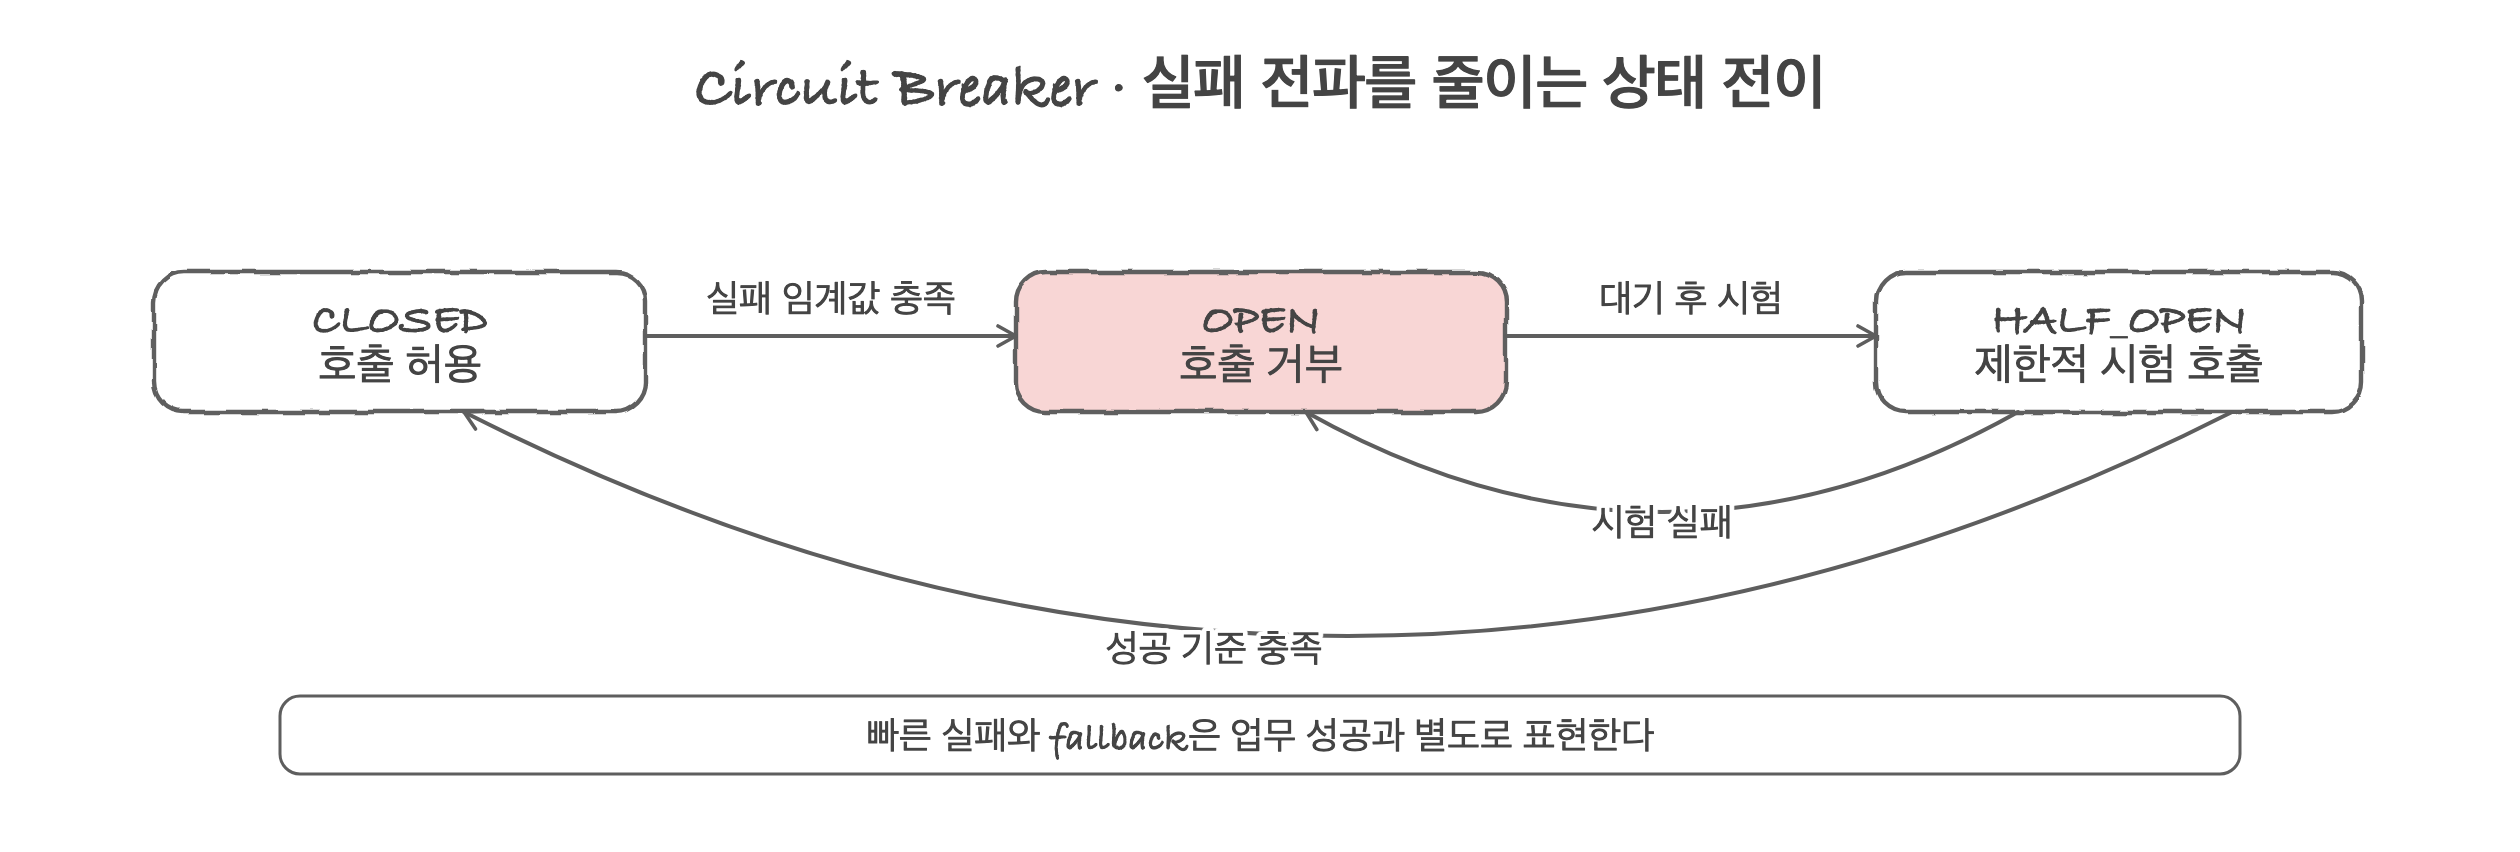 Circuit Breaker · 실패 전파를 줄이는 상태 전이
실패 임계값 충족
대기 후 시험
CLOSED
호출 허용
OPEN
호출 거부
HALF_OPEN
제한적 시험 호출
시험 실패
성공 기준 충족
빠른 실패와 fallback은 업무 성공과 별도로 표현한다